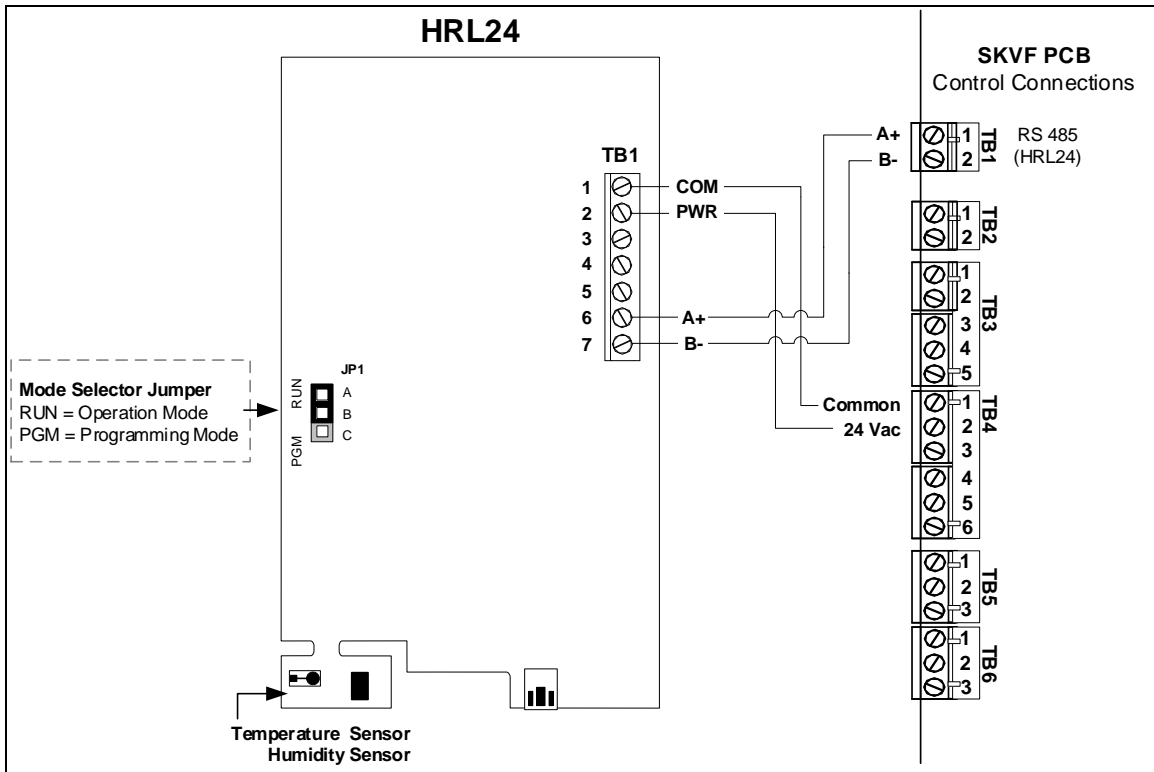 HRL24
SKVF PCB
Control Connections
TB1
1
2
3
4
5
6
7
COM
PWR
A+
B-
A+
B-
Common
24 Vac
1
2
TB1
RS 485
(HRL24)
1
2
TB2
1
2
3
4
5
TB3
1
2
3
4
5
6
TB4
1
2
3
TB5
1
2
3
TB6
Mode Selector Jumper
RUN = Operation Mode
PGM = Programming Mode
JP1
RUN
PGM
A
B
C
Temperature Sensor
Humidity Sensor